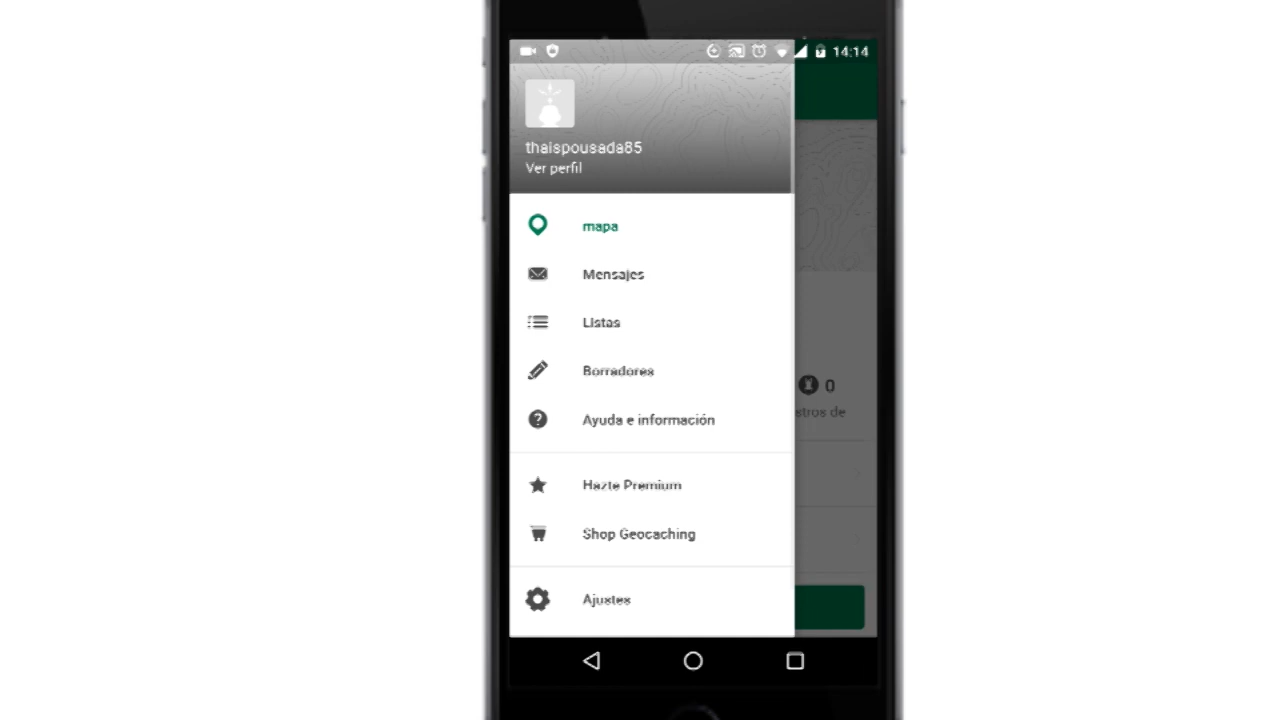 14:14
thaispousada85
Ver perfil
mapa
Mensajes
Listas
Borradores
Ayuda e información
Hazte Premium
Shop Geocaching
Ajustes
0
stros de